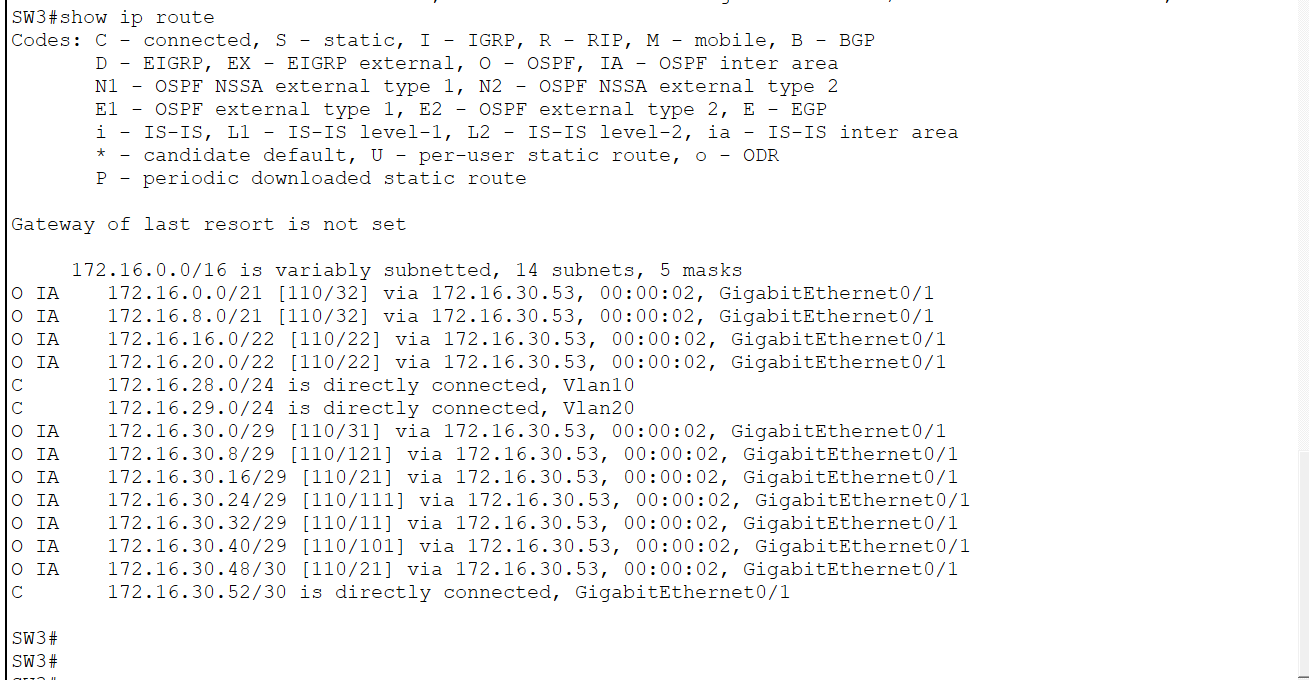 SW3#show ip route
Codes: C - connected, S - static, I - IGRP, R - RIP, M - mobile, B - BGP
       D - EIGRP, EX - EIGRP external, O - OSPF, IA - OSPF inter area
       N1 - OSPF NSSA external type 1, N2 - OSPF NSSA external type 2
       E1 - OSPF external type 1, E2 - OSPF external type 2, E - EGP
       i - IS-IS, L1 - IS-IS level-1, L2 - IS-IS level-2, ia - IS-IS inter area
       * - candidate default, U - per-user static route, o - ODR
       P - periodic downloaded static route

Gateway of last resort is not set

     172.16.0.0/16 is variably subnetted, 14 subnets, 5 masks
O IA    172.16.0.0/21 [110/32] via 172.16.30.53, 00:00:02, GigabitEthernet0/1
O IA    172.16.8.0/21 [110/32] via 172.16.30.53, 00:00:02, GigabitEthernet0/1
O IA    172.16.16.0/22 [110/22] via 172.16.30.53, 00:00:02, GigabitEthernet0/1
O IA    172.16.20.0/22 [110/22] via 172.16.30.53, 00:00:02, GigabitEthernet0/1
C       172.16.28.0/24 is directly connected, Vlan10
C       172.16.29.0/24 is directly connected, Vlan20
O IA    172.16.30.0/29 [110/31] via 172.16.30.53, 00:00:02, GigabitEthernet0/1
O IA    172.16.30.8/29 [110/121] via 172.16.30.53, 00:00:02, GigabitEthernet0/1
O IA    172.16.30.16/29 [110/21] via 172.16.30.53, 00:00:02, GigabitEthernet0/1
O IA    172.16.30.24/29 [110/111] via 172.16.30.53, 00:00:02, GigabitEthernet0/1
O IA    172.16.30.32/29 [110/11] via 172.16.30.53, 00:00:02, GigabitEthernet0/1
O IA    172.16.30.40/29 [110/101] via 172.16.30.53, 00:00:02, GigabitEthernet0/1
O IA    172.16.30.48/30 [110/21] via 172.16.30.53, 00:00:02, GigabitEthernet0/1
C       172.16.30.52/30 is directly connected, GigabitEthernet0/1

SW3#
SW3#